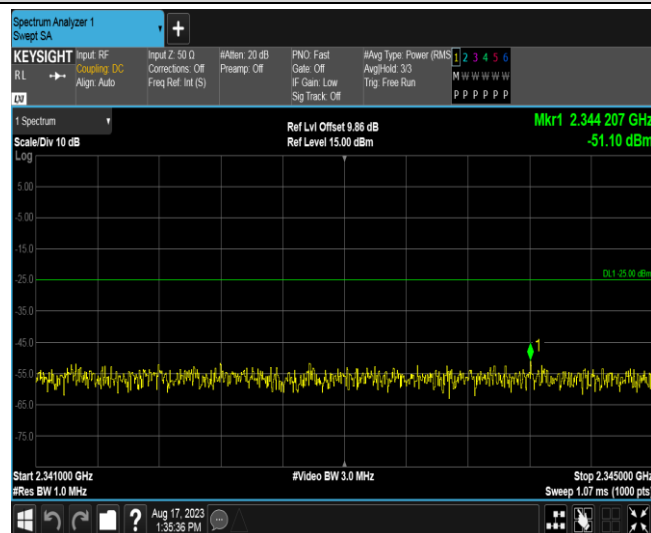 Spectrum Analyzer 1
Swept SA
+
KEYSIGHT
RL
LXI
Input: RF
Coupling: DC
Align: Auto
Input Z: 50 Ω
Corrections: Off
Freq Ref: Int (S)
#Atten: 20 dB
Preamp: Off
PNO: Fast
Gate: Off
IF Gain: Low
Sig Track: Off
#Avg Type: Power (RMS
Avg|Hold: 3/3
Trig: Free Run
1 2 3 4 5 6
M W W W W W
P P P P P P
1 Spectrum
Scale/Div 10 dB
Ref Lvl Offset 9.86 dB
Ref Level 15.00 dBm
Mkr1 2.344 207 GHz
-51.10 dBm
Log
5.00
-5.00
-15.0
-25.0
DL1 -25.00 dBm
-35.0
-45.0
1
-55.0
-65.0
-75.0
Start 2.341000 GHz
#Video BW 3.0 MHz
Stop 2.345000 GHz
#Res BW 1.0 MHz
Sweep 1.07 ms (1000 pts)
?
Aug 17, 2023
1:35:36 PM